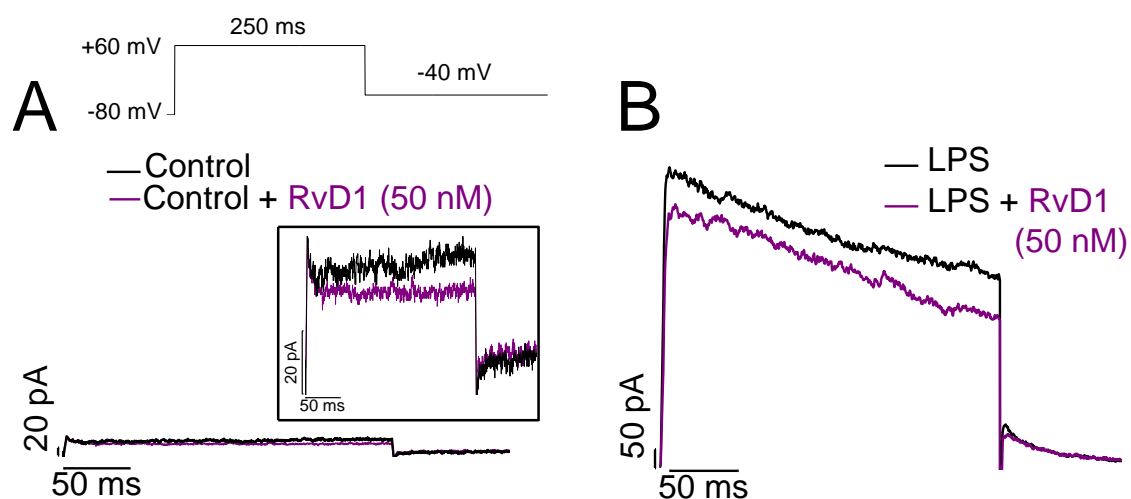 250 ms
+60 mV
-40 mV
-80 mV
A
Control
Control + RvD1 (50 nM)
20 pA
50 ms
20 pA
50 ms
B
LPS
LPS + RvD1
(50 nM)
50 pA
50 ms